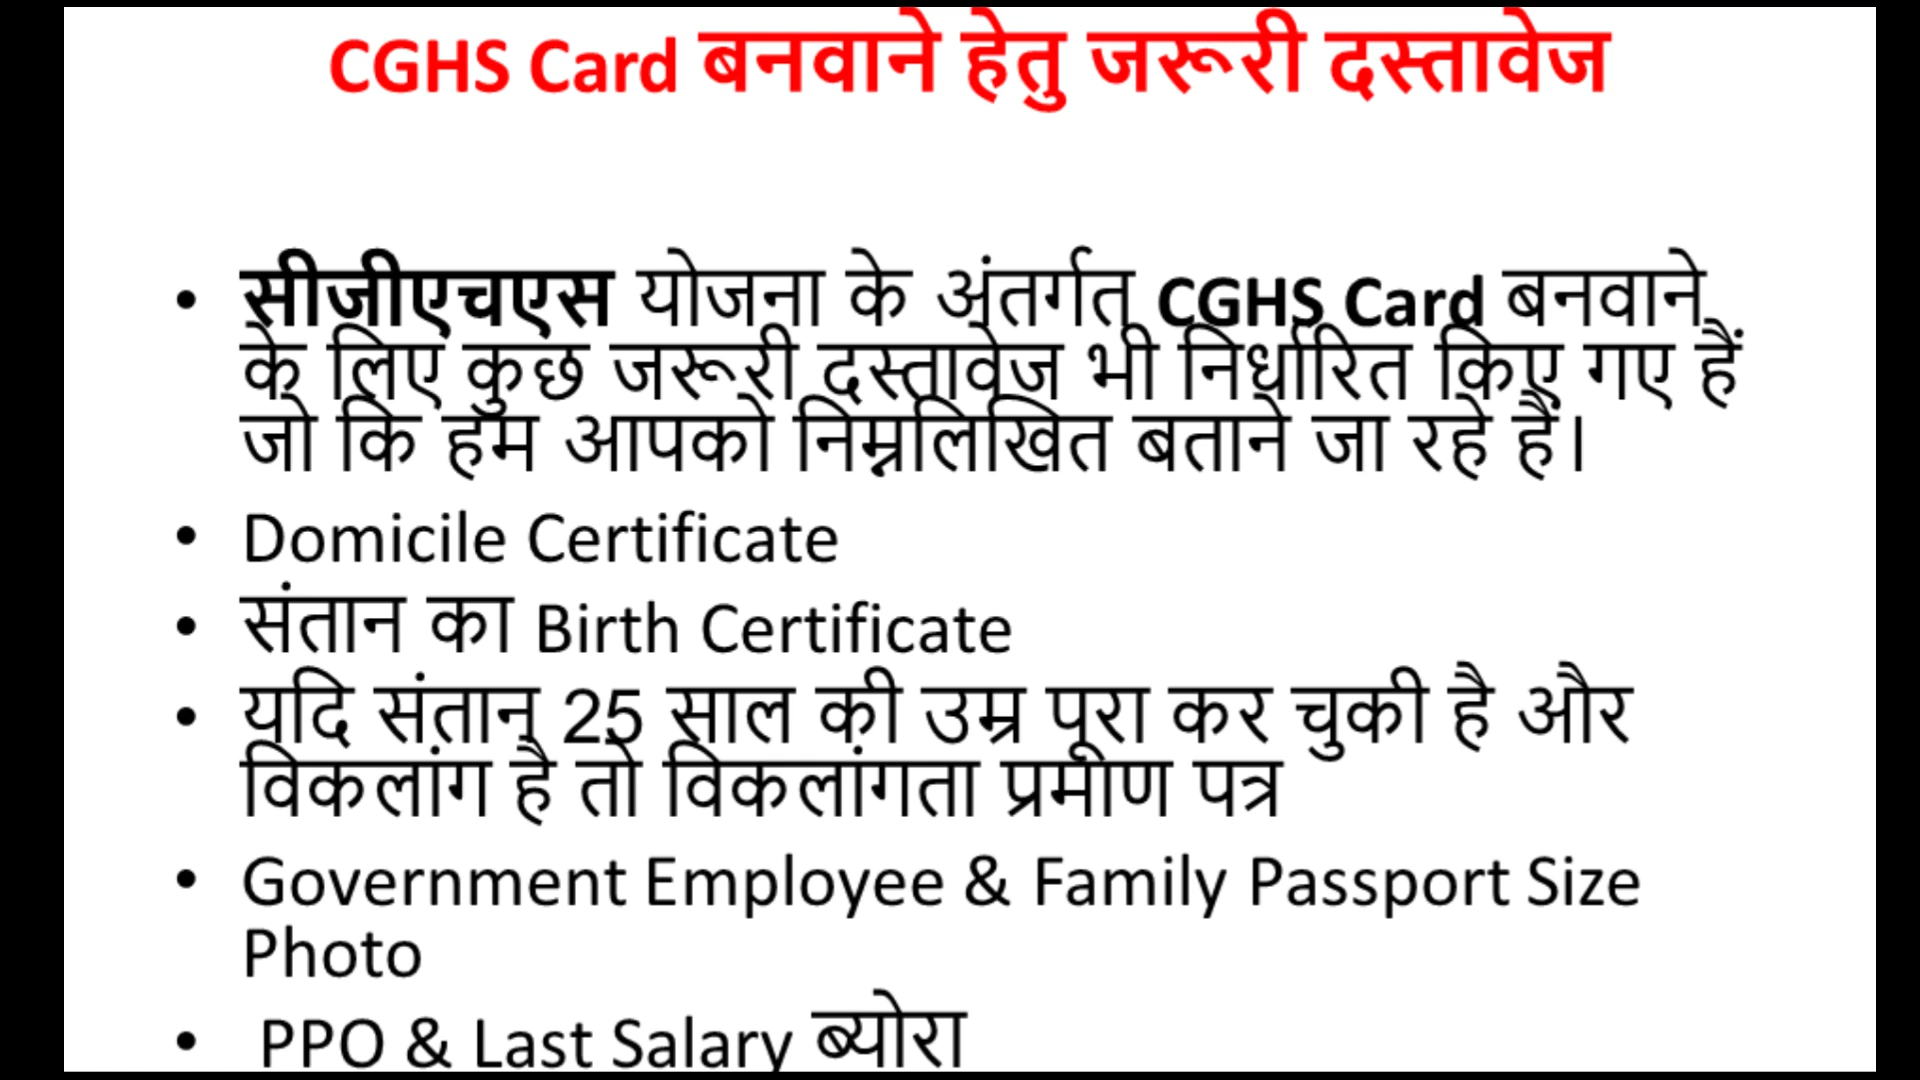 CGHS Card बनवाने हेतु जरूरी दस्तावेज
• सीजीएचएस योजना के अंतर्गत CGHS Card बनवाने
के लिए कुछ जरूरी दस्तावेज भी निर्धारित किए गए हैं
जो कि हम आपको निम्नलिखित बताने जा रहे हैं।
• Domicile Certificate
• संतान का Birth Certificate
• यदि संतान 25 साल की उम्र पूरा कर चुकी है और
विकलांग है तो विकलांगता प्रमाण पत्र
• Government Employee & Family Passport Size
Photo
• PPO & Last Salary ब्योरा